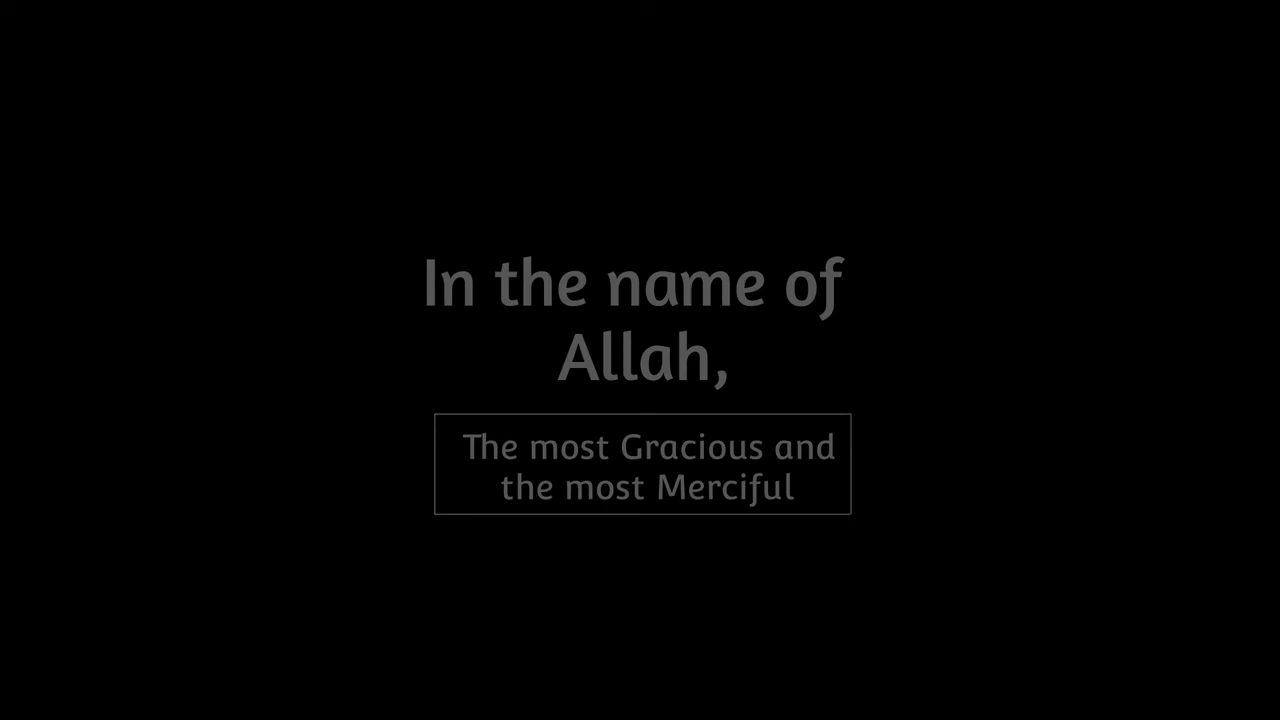 In the name of
Allah,
The most Gracious and
the most Merciful